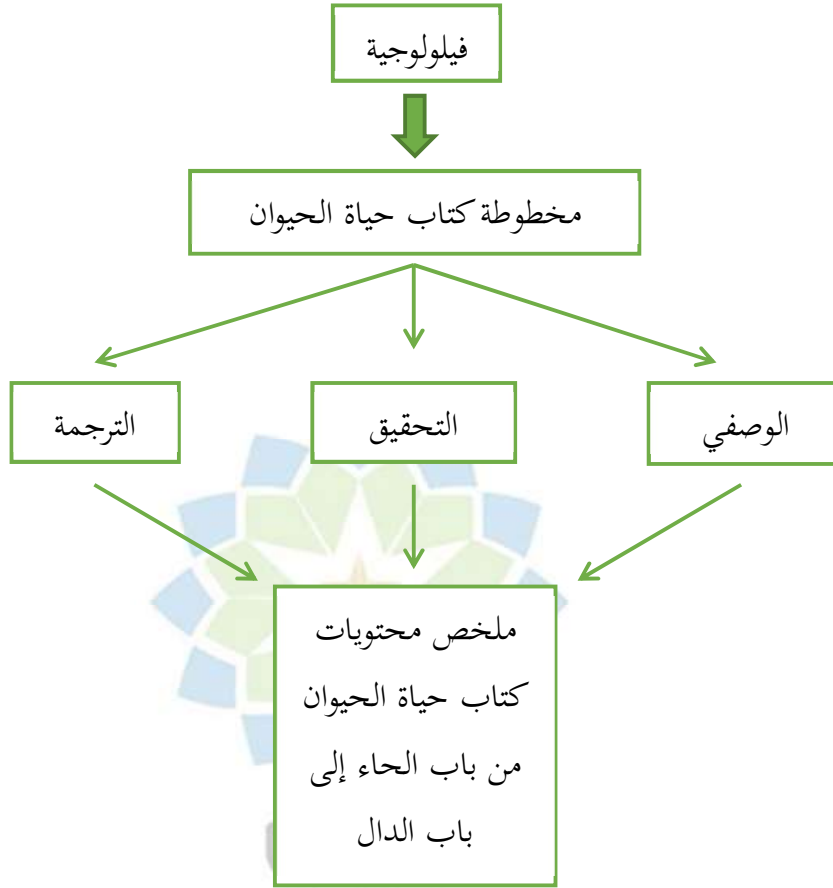 فيلولوجية
مخطوطة كتاب حياة الحيوان
الوصفي
التحقيق
الترجمة
ملخص محتويات
كتاب حياة الحيوان
من باب الحاء إلى
باب الدال